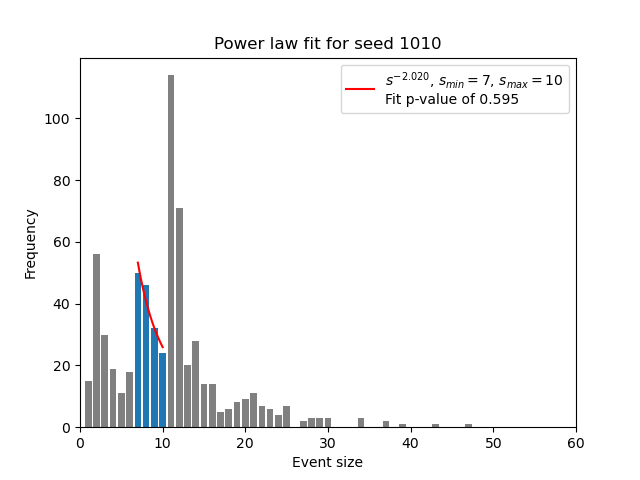 Power law fit for seed 1010
s^{-2.020}, s_{min} = 7, s_{max} = 10
Fit p-value of 0.595
Frequency
100
80
60
40
20
0
0 10 20 30 40 50 60
Event size